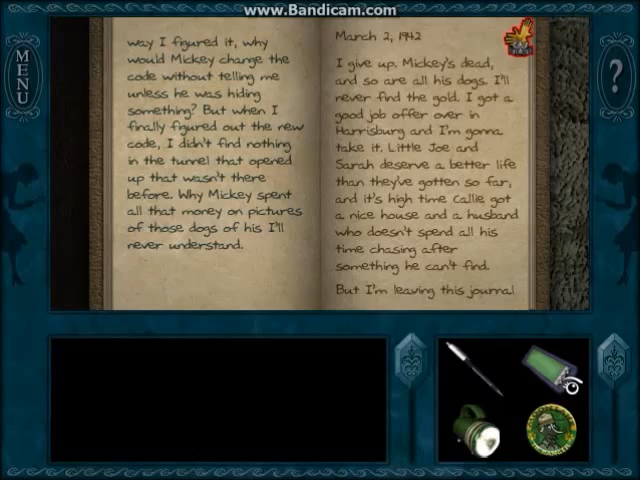 www.Bandicam.com
MENU
?
way I figured it, why
would Mickey change the
code without telling me
unless he was hiding
something? But when I
finally figured out the new
code, I didn't find nothing
in the tunnel that opened
up that wasn't there
before. Why Mickey spent
all that money on pictures
of those dogs of his I'll
never understand.
March 2, 1942
I give up. Mickey's dead,
and so are all his dogs. I'll
never find the gold. I got a
good job offer over in
Harrisburg and I'm gonna
take it. Little Joe and
Sarah deserve a better life
than they've gotten so far,
and it's high time Callie got
a nice house and a husband
who doesn't spend all his
time chasing after
something he can't find.
But I'm leaving this journal
RANGER